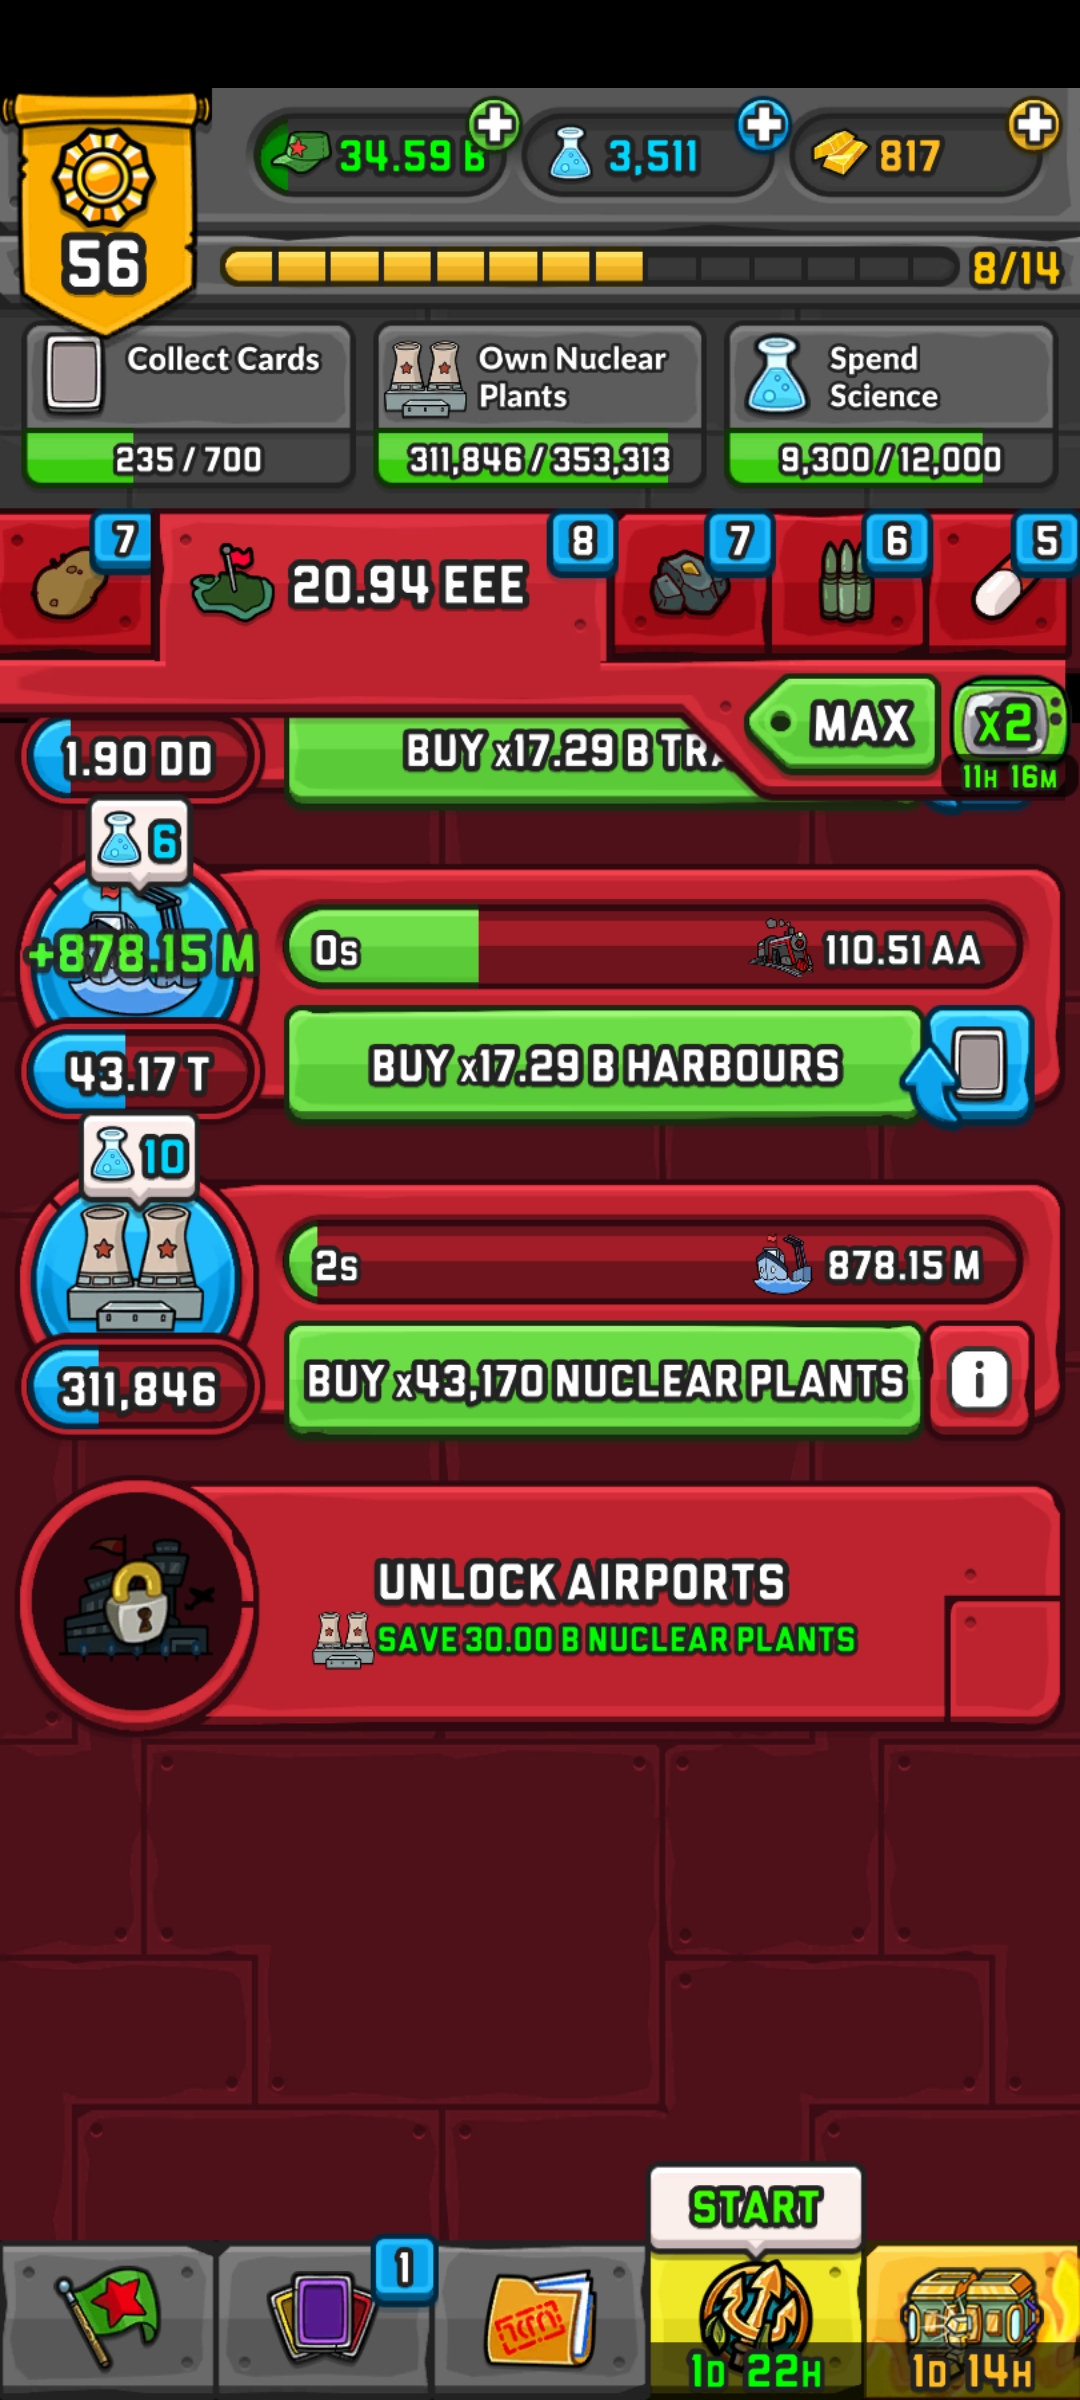 34.59 B
3,511
817
56
8/14
Collect Cards
235 / 700
Own Nuclear
Plants
311,846 / 353,313
Spend
Science
9,300 / 12,000
7
20.94 EEE
8
7
6
5
MAX
x2
11H 16M
1.90 DD
BUY x17.29 B
6
+878.15 M
0s
110.51 AA
43.17 T
BUY x17.29 B HARBOURS
10
2s
878.15 M
311,846
BUY x43,170 NUCLEAR PLANTS
i
UNLOCK AIRPORTS
SAVE 30.00 B NUCLEAR PLANTS
START
1
1D 22H
1D 14H